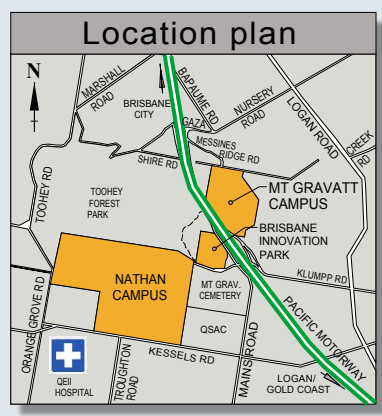 Location plan
N
MARSHALL
ROAD
BRISBANE
CITY
BAPAUME RD
GAZA
NURSERY
ROAD
LOGAN ROAD
CREEK
RD
MESSINES
RIDGE RD
SHIRE RD
TOOHEY RD
TOOHEY
FOREST
PARK
MT GRAVATT
CAMPUS
BRISBANE
INNOVATION
PARK
NATHAN
CAMPUS
MT GRAV.
CEMETERY
KLUMPP RD
ORANGE GROVE RD
QSAC
PACIFIC MOTORWAY
KESSELS RD
MAINS ROAD
QEII
HOSPITAL
TROUGHTON
ROAD
LOGAN/
GOLD COAST